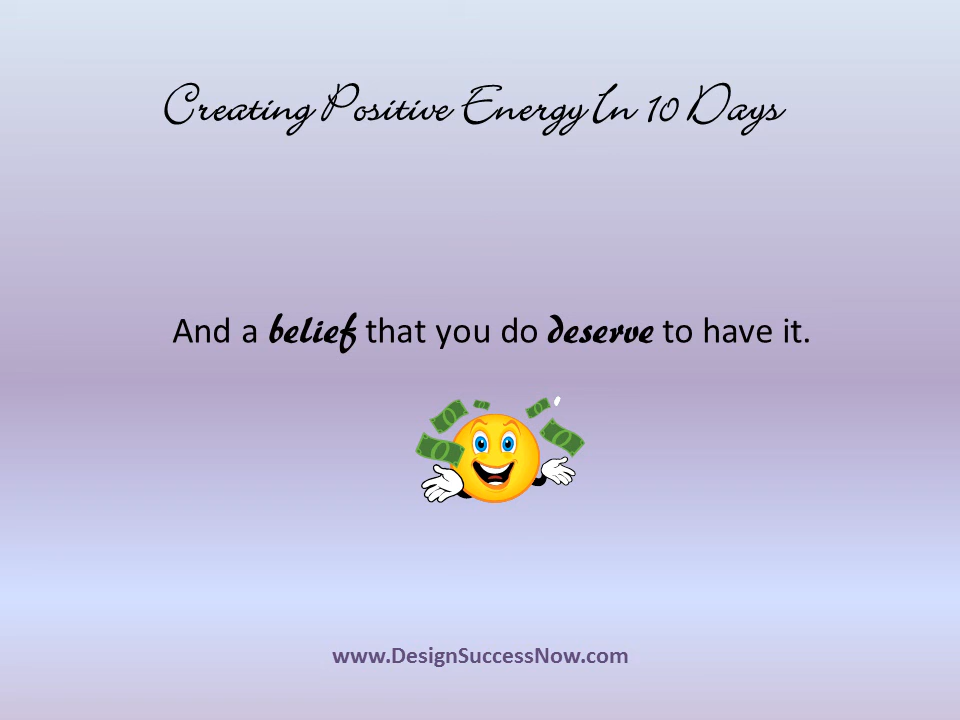 Creating Positive Energy In 10 Days
And a belief that you do deserve to have it.
www.DesignSuccessNow.com